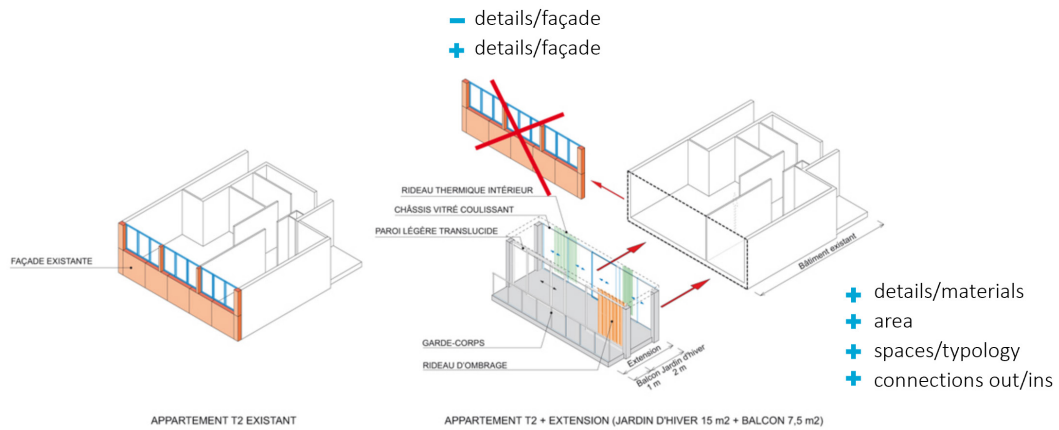 − details/façade
+ details/façade
RIDEAU THERMIQUE INTÉRIEUR
CHÂSSIS VITRÉ COULISSANT
PAROI LÉGÈRE TRANSLUCIDE
FAÇADE EXISTANTE
Bâtiment existant
+ details/materials
+ area
+ spaces/typology
+ connections out/ins
GARDE-CORPS
RIDEAU D'OMBRAGE
Extension
Balcon Jardin d'hiver
1 m 2 m
APPARTEMENT T2 EXISTANT
APPARTEMENT T2 + EXTENSION (JARDIN D'HIVER 15 m2 + BALCON 7,5 m2)